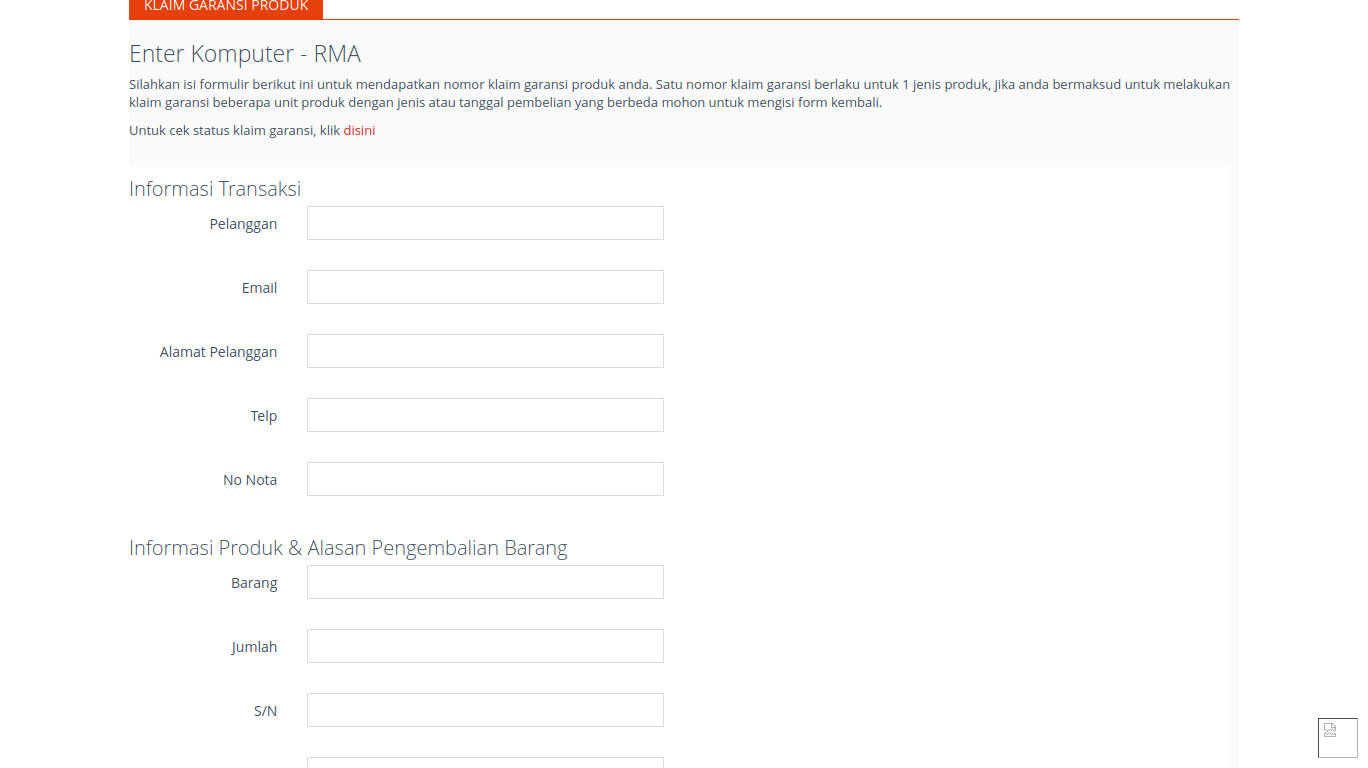 KLAIM GARANSI PRODUK
Enter Komputer - RMA
Silahkan isi formulir berikut ini untuk mendapatkan nomor klaim garansi produk anda. Satu nomor klaim garansi berlaku untuk 1 jenis produk, jika anda bermaksud untuk melakukan
klaim garansi beberapa unit produk dengan jenis atau tanggal pembelian yang berbeda mohon untuk mengisi form kembali.
Untuk cek status klaim garansi, klik disini
Informasi Transaksi
Pelanggan
Email
Alamat Pelanggan
Telp
No Nota
Informasi Produk & Alasan Pengembalian Barang
Barang
Jumlah
S/N